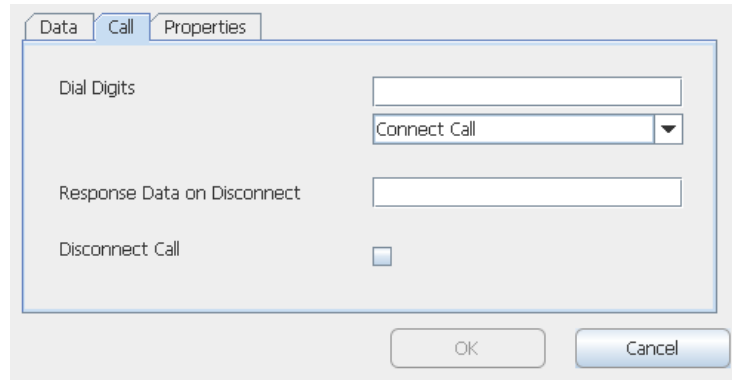 Data Call Properties
Dial Digits
Connect Call
Response Data on Disconnect
Disconnect Call
OK Cancel